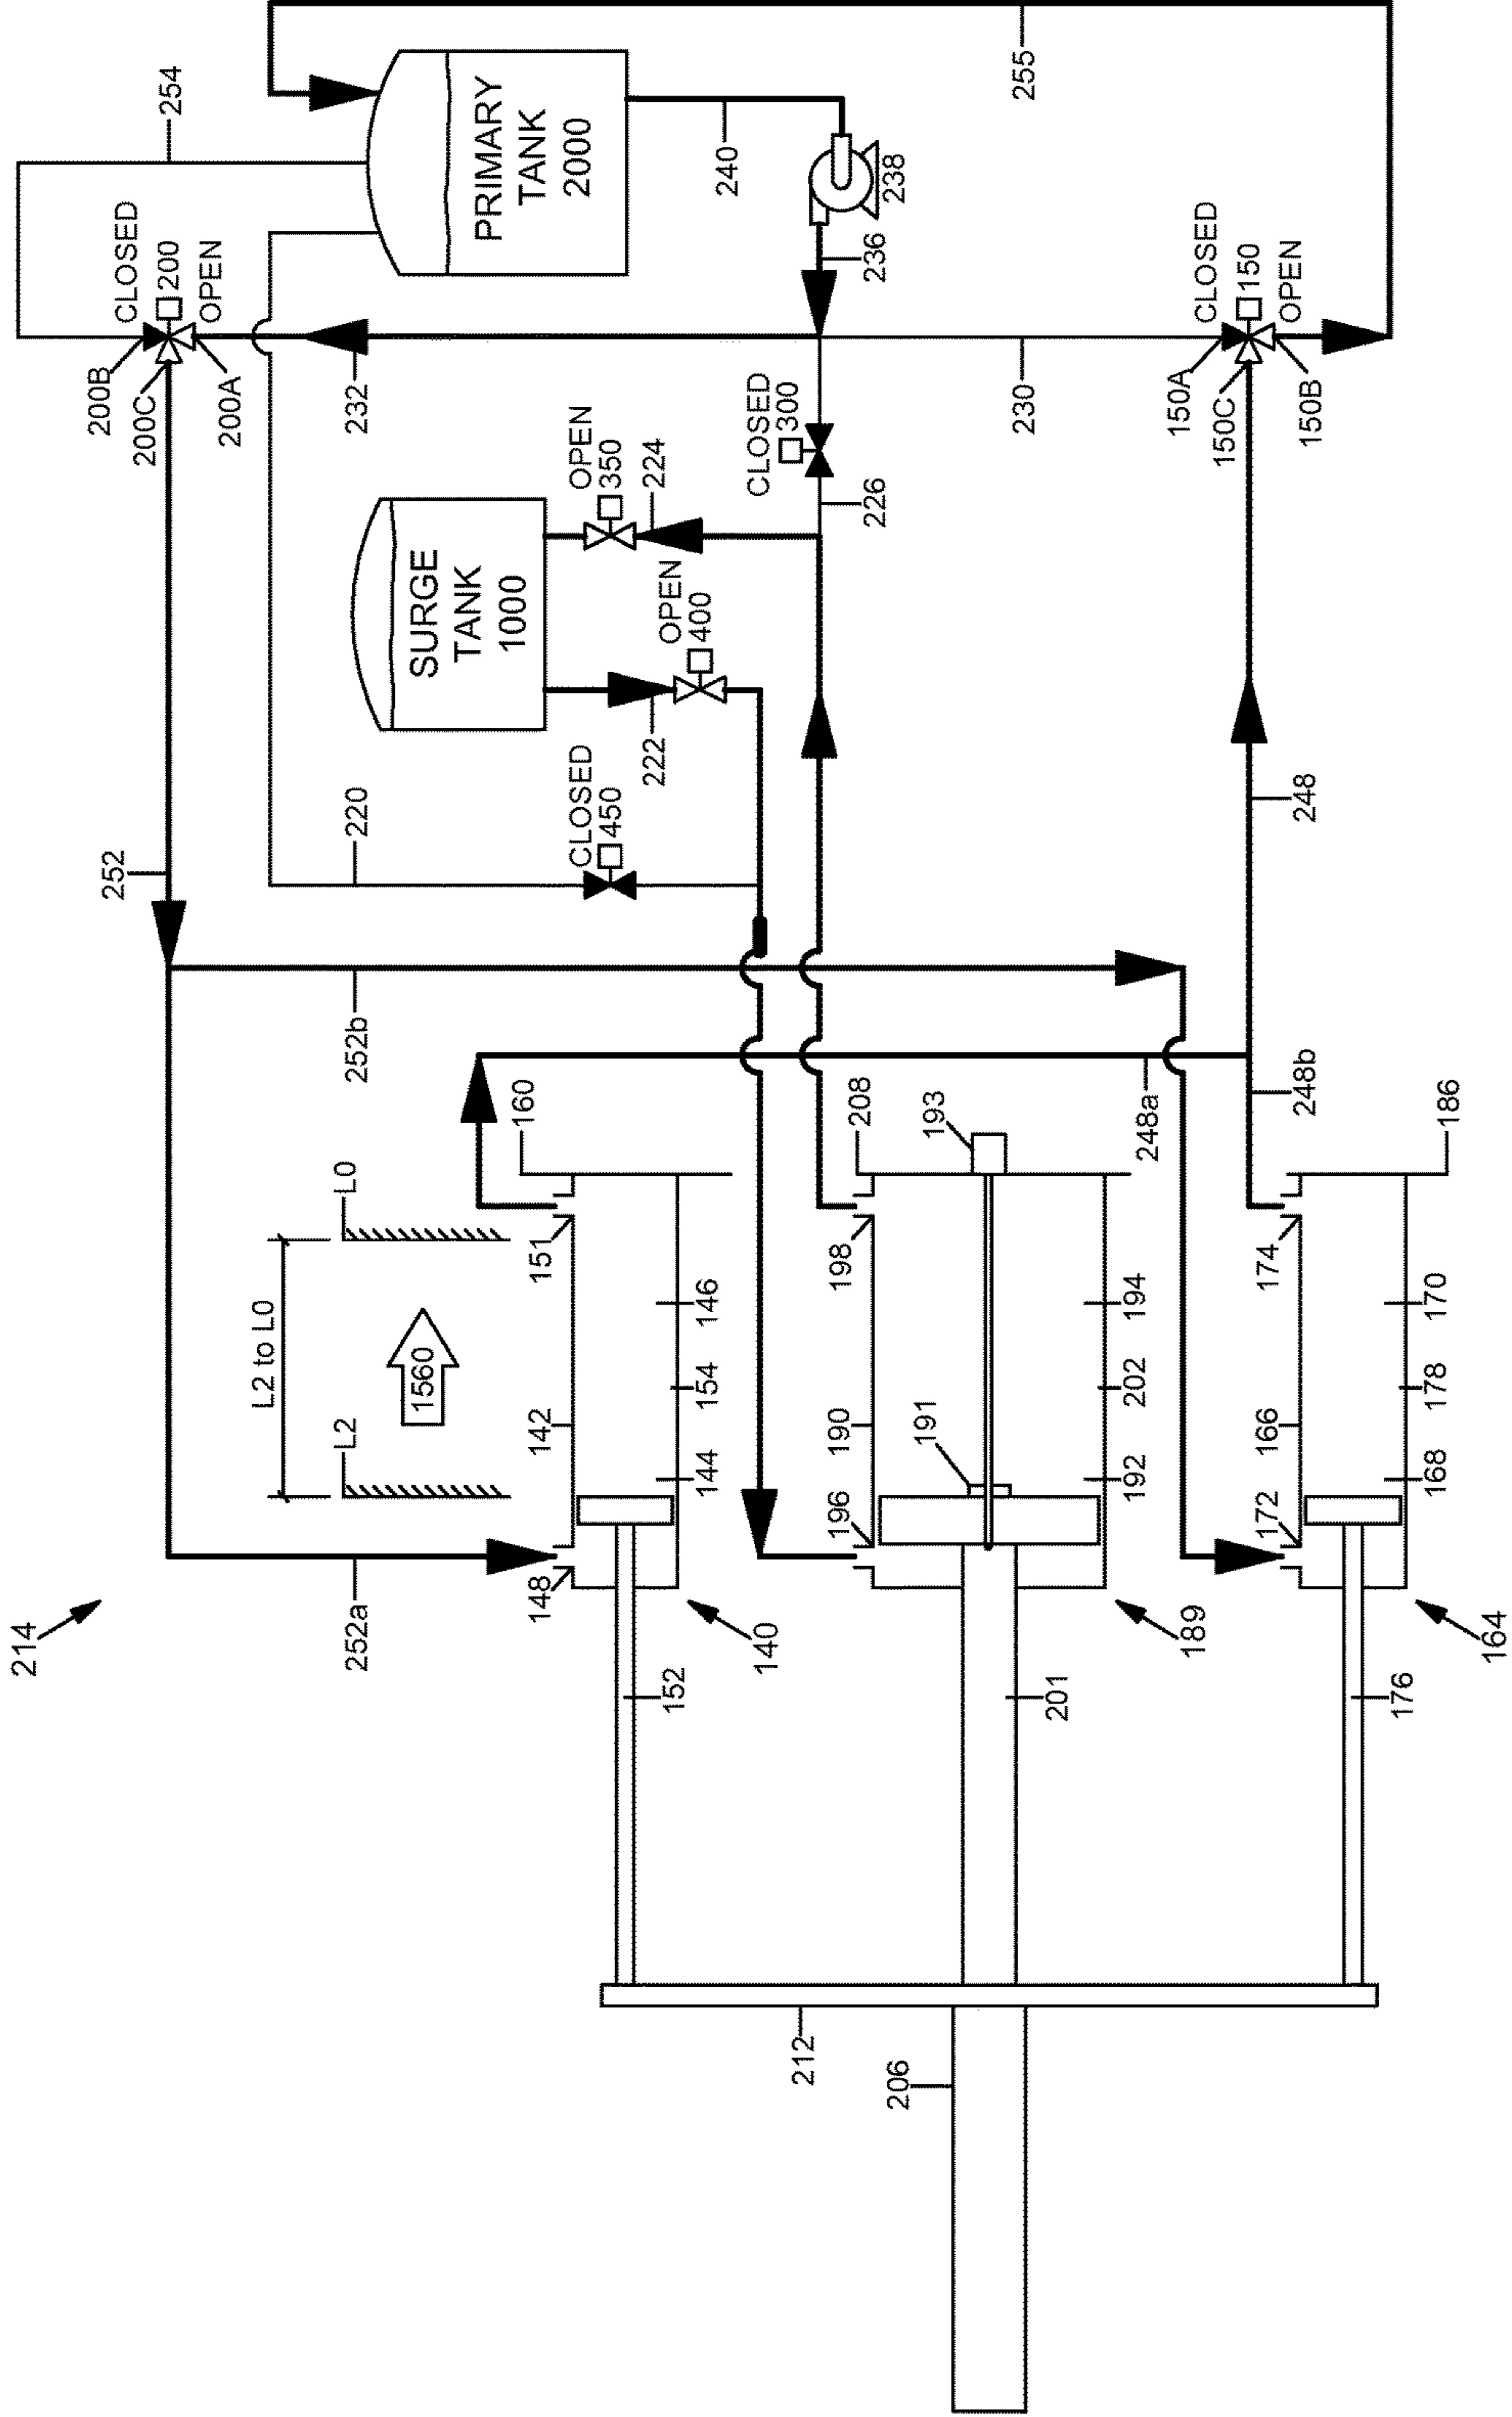 254
CLOSED
200
OPEN
200B
200C
200A
232
PRIMARY
TANK
2000
240
238
236
255
252
220
CLOSED
450
SURGE
TANK
1000
222
OPEN
400
OPEN
350
224
CLOSED
300
226
230
CLOSED
150
OPEN
150A
150C
150B
248
252b
160
208
193
248a
248b
186
L0
L2 to L0
L2
1560
214
252a
148
142
151
144
154
146
140
152
196
190
198
191
192
202
194
189
201
172
166
174
168
178
170
164
176
212
206